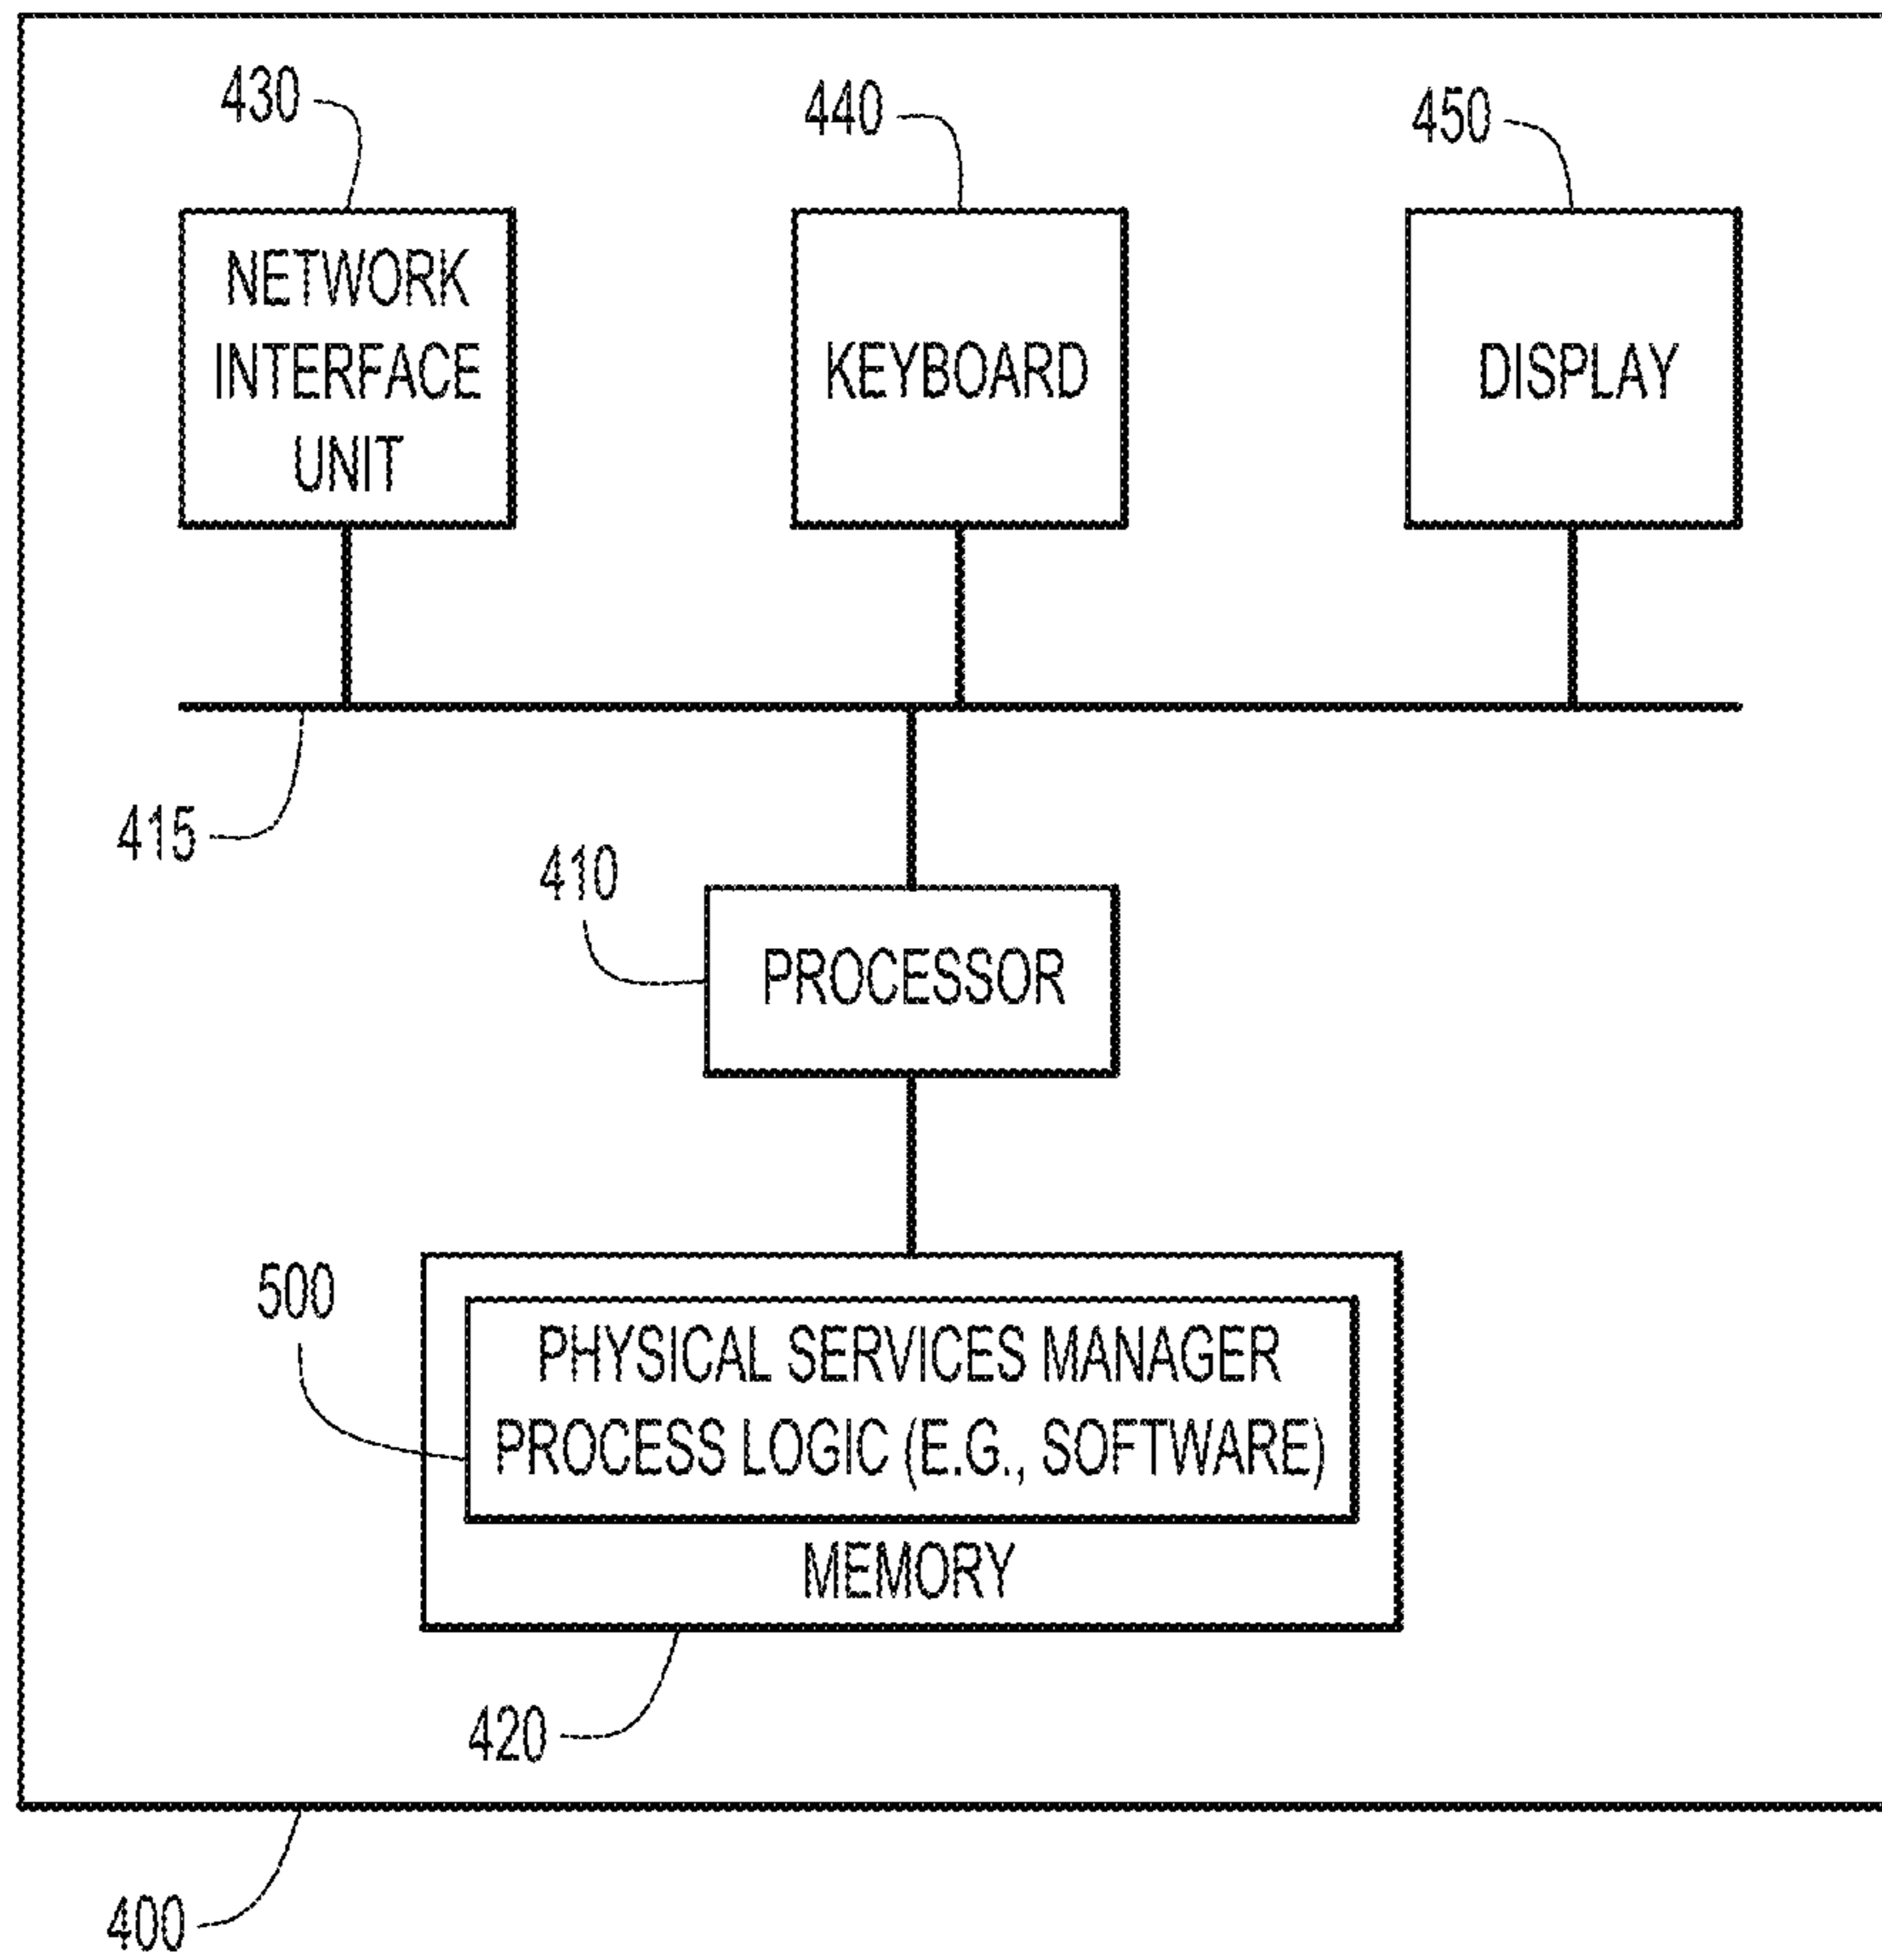 430
440
450
NETWORK
INTERFACE
UNIT
KEYBOARD
DISPLAY
415
410
PROCESSOR
500
PHYSICAL SERVICES MANAGER
PROCESS LOGIC (E.G., SOFTWARE)
MEMORY
420
400